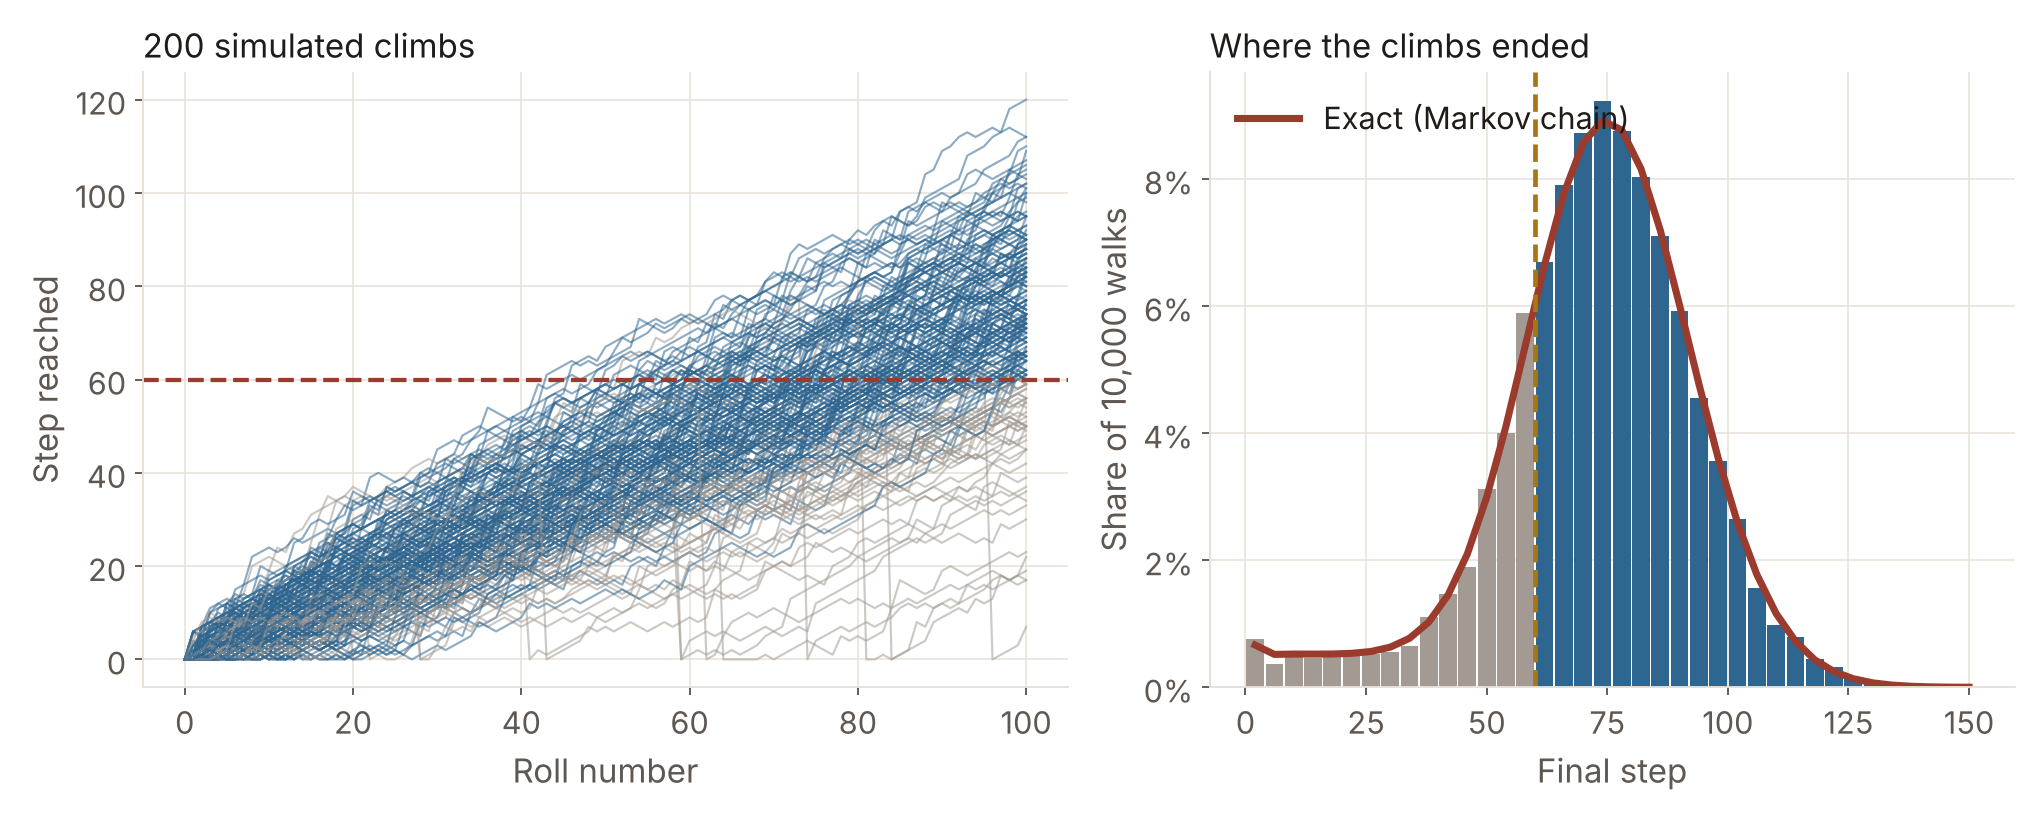 200 simulated climbs
Step reached
120
100
80
60
40
20
0
0 20 40 60 80 100
Roll number
Where the climbs ended
Exact (Markov chain)
Share of 10,000 walks
8%
6%
4%
2%
0%
0 25 50 75 100 125 150
Final step